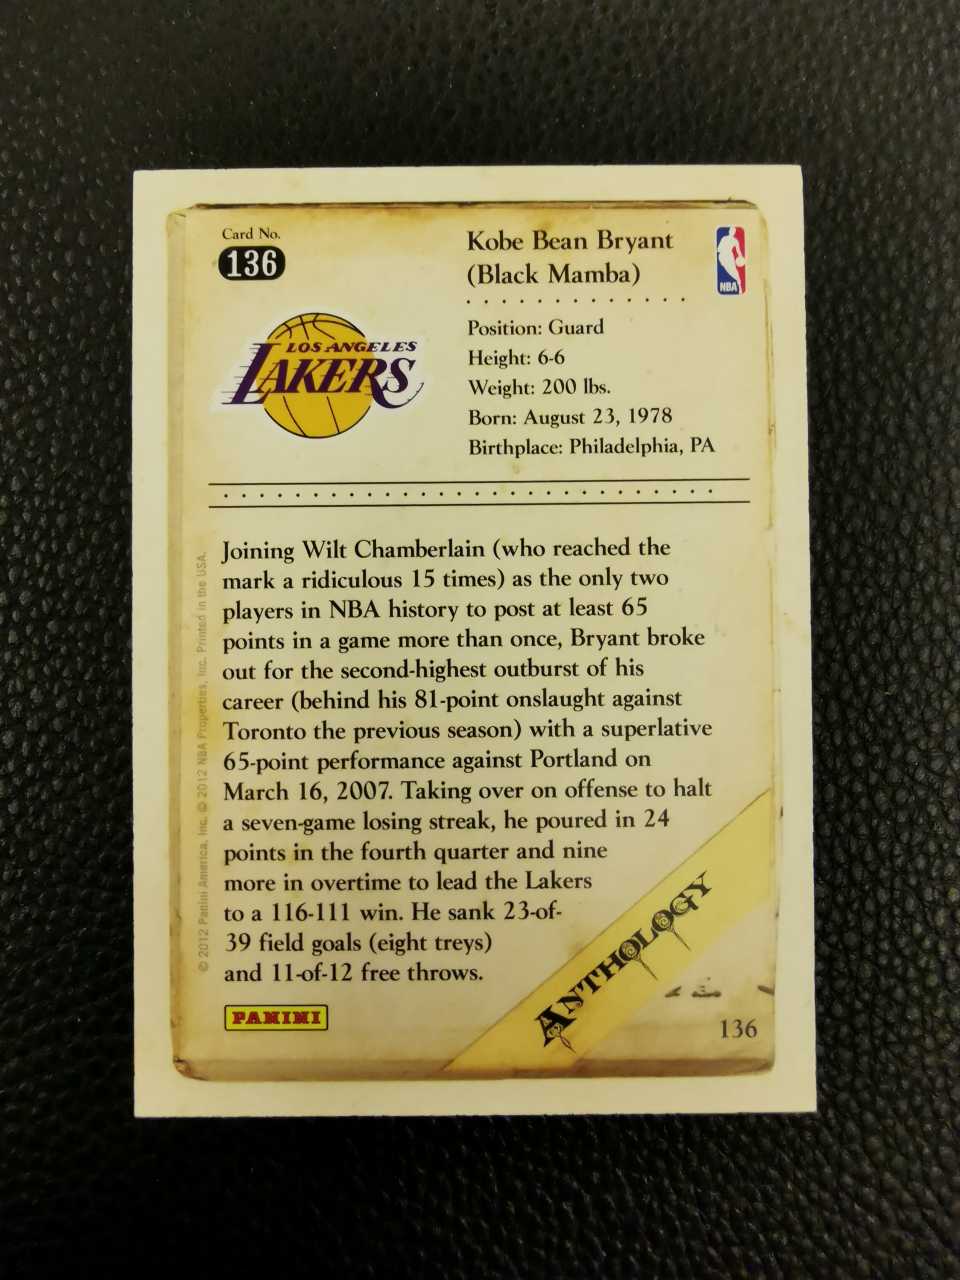 Card No.
136
Kobe Bean Bryant
(Black Mamba)
NBA
LOS ANGELES
LAKERS
Position: Guard
Height: 6-6
Weight: 200 lbs.
Born: August 23, 1978
Birthplace: Philadelphia, PA
Joining Wilt Chamberlain (who reached the
mark a ridiculous 15 times) as the only two
players in NBA history to post at least 65
points in a game more than once, Bryant broke
out for the second-highest outburst of his
career (behind his 81-point onslaught against
Toronto the previous season) with a superlative
65-point performance against Portland on
March 16, 2007. Taking over on offense to halt
a seven-game losing streak, he poured in 24
points in the fourth quarter and nine
more in overtime to lead the Lakers
to a 116-111 win. He sank 23-of-
39 field goals (eight treys)
and 11-of-12 free throws.
© 2012 Panini America, Inc. © 2012 NBA Properties, Inc. Printed in the USA.
PANINI
ANTHOLOGY
136